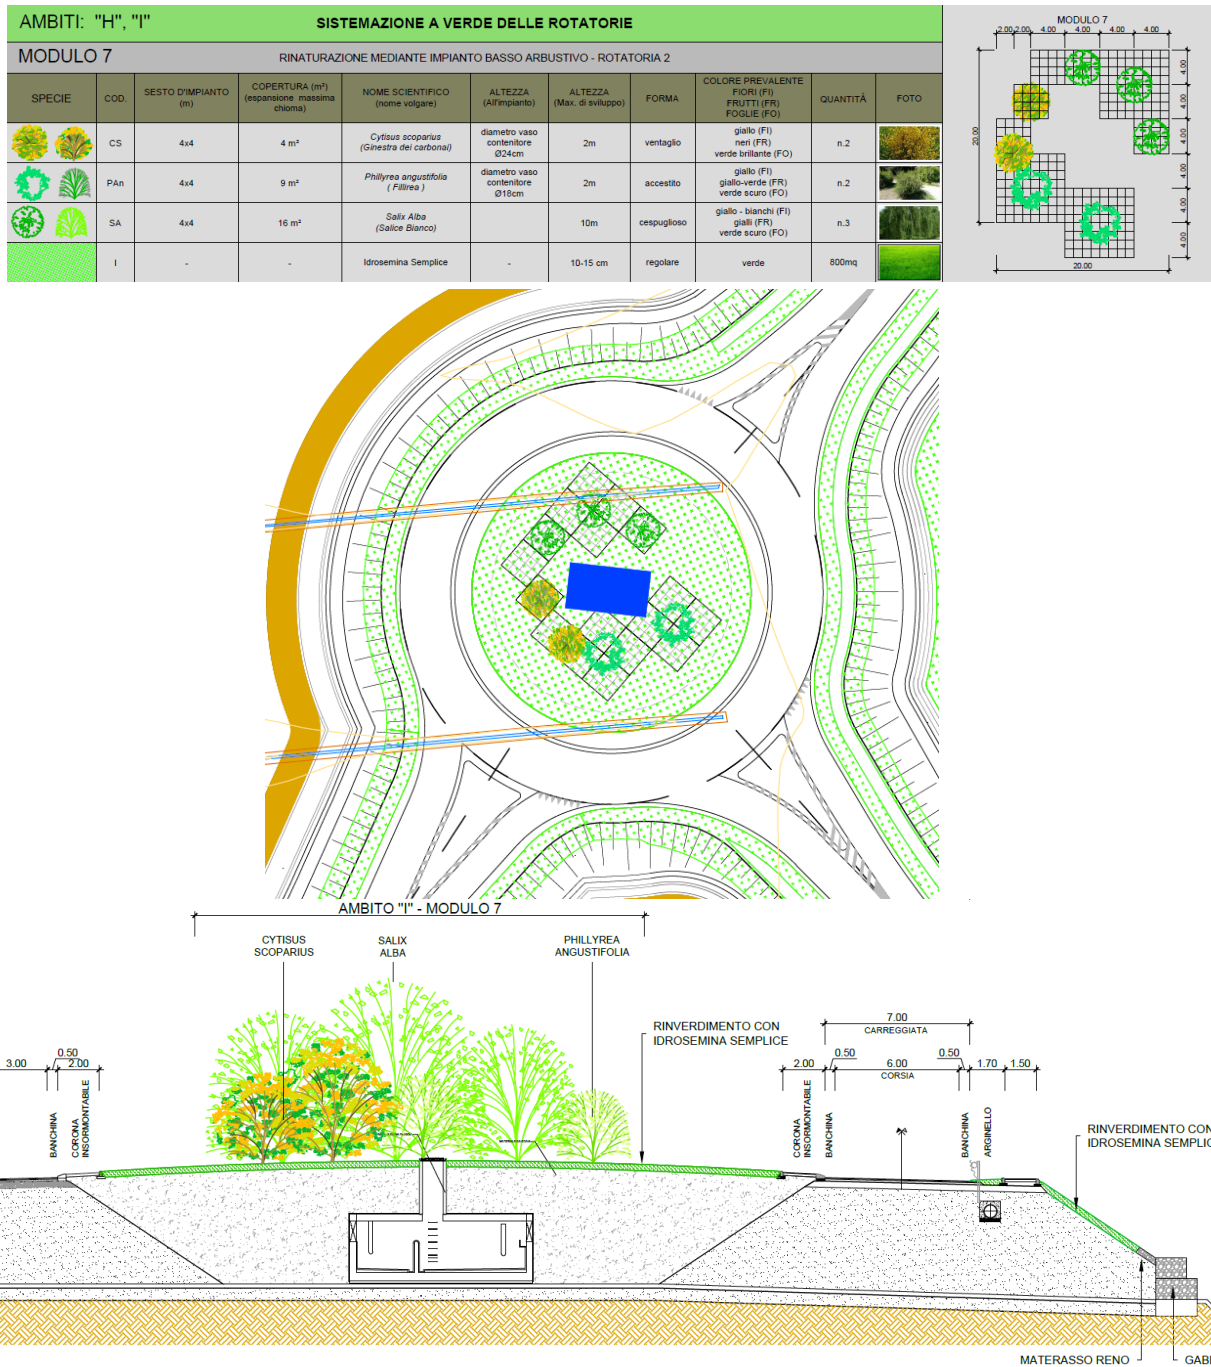 AMBITI: "H", "I"
SISTEMAZIONE A VERDE DELLE ROTATORIE
MODULO 7
RINATURAZIONE MEDIANTE IMPIANTO BASSO ARBUSTIVO - ROTATORIA 2
SPECIE
COD.
SESTO D'IMPIANTO
(m)
COPERTURA (m²)
(espansione massima
chioma)
NOME SCIENTIFICO
(nome volgare)
ALTEZZA
(All'impianto)
ALTEZZA
(Max. di sviluppo)
FORMA
COLORE PREVALENTE
FIORI (FI)
FRUTTI (FR)
FOGLIE (FO)
QUANTITÀ
FOTO
CS
4x4
4 m²
Cytisus scoparius
(Ginestra dei carbonai)
diametro vaso
contenitore
Ø24cm
2m
ventaglio
giallo (FI)
neri (FR)
verde brillante (FO)
n.2
PAn
4x4
9 m²
Phillyrea angustifolia
( Fillirea )
diametro vaso
contenitore
Ø18cm
2m
accestito
giallo (FI)
giallo-verde (FR)
verde scuro (FO)
n.2
SA
4x4
16 m²
Salix Alba
(Salice Bianco)
10m
cespuglioso
giallo - bianchi (FI)
gialli (FR)
verde scuro (FO)
n.3
I
-
-
Idrosemina Semplice
-
10-15 cm
regolare
verde
800mq
MODULO 7
2.00 2.00 4.00 4.00 4.00 4.00
20.00
4.00
4.00
4.00
4.00
4.00
4.00
20.00
AMBITO "I" - MODULO 7
CYTISUS
SCOPARIUS
SALIX
ALBA
PHILLYREA
ANGUSTIFOLIA
RINVERDIMENTO CON
IDROSEMINA SEMPLICE
7.00
CARREGGIATA
3.00
0.50
2.00
BANCHINA
CORONA
INSORMONTABILE
2.00
0.50
6.00
CORSIA
0.50
1.70
1.50
CORONA
INSORMONTABILE
BANCHINA
BANCHINA
ARGINELLO
RINVERDIMENTO CON
IDROSEMINA SEMPLIC
MATERASSO RENO
GAB